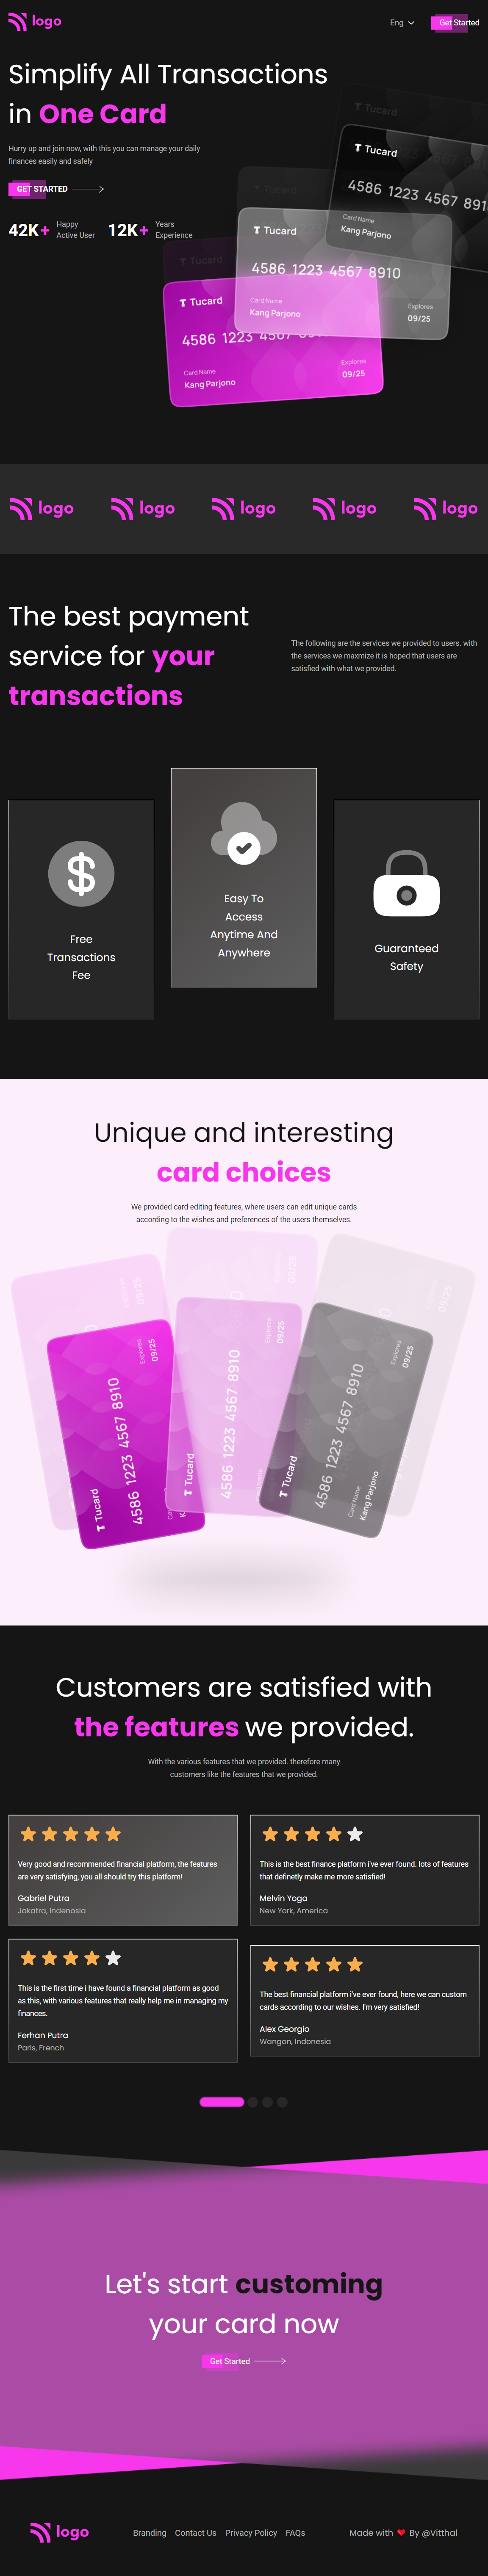 logo
Eng
Get Started
Simplify All Transactions
in One Card
Hurry up and join now, with this you can manage your daily
finances easily and safely
GET STARTED
42K+
Happy
Active User
12K+
Years
Experience
Tucard
Tucard
4586 1223 4567 891
Card Name
Kang Parjono
Tucard
Tucard
4586 1223 4567 8910
Card Name
Kang Parjono
Explores
09/25
Tucard
Tucard
4586 1223 4567 8910
Card Name
Kang Parjono
Explores
09/25
logo
logo
logo
logo
logo
The best payment
service for your
transactions
The following are the services we provided to users. with
the services we maxmize it is hoped that users are
satisfied with what we provided.
Free
Transactions
Fee
Easy To
Access
Anytime And
Anywhere
Guaranteed
Safety
Unique and interesting
card choices
We provided card editing features, where users can edit unique cards
according to the wishes and preferences of the users themselves.
Explores
09/25
Explores
09/25
Explores
09/25
Tucard
4586 1223 4567 8910
Explores
09/25
Tucard
4586 1223 4567 8910
Explores
09/25
Tucard
4586 1223 4567 8910
Card Name
Kang Parjono
Explores
09/25
Customers are satisfied with
the features we provided.
With the various features that we provided. therefore many
customers like the features that we provided.
Very good and recommended financial platform, the features
are very satisfying, you all should try this platform!
Gabriel Putra
Jakatra, Indenosia
This is the best finance platform i've ever found. lots of features
that definetly make me more satisfied!
Melvin Yoga
New York, America
This is the first time i have found a financial platform as good
as this, with various features that really help me in managing my
finances.
Ferhan Putra
Paris, French
The best financial platform i've ever found, here we can custom
cards according to our wishes. I'm very satisfied!
Alex Georgio
Wangon, Indonesia
Let's start customing
your card now
Get Started
logo
Branding
Contact Us
Privacy Policy
FAQs
Made with ❤ By @Vitthal